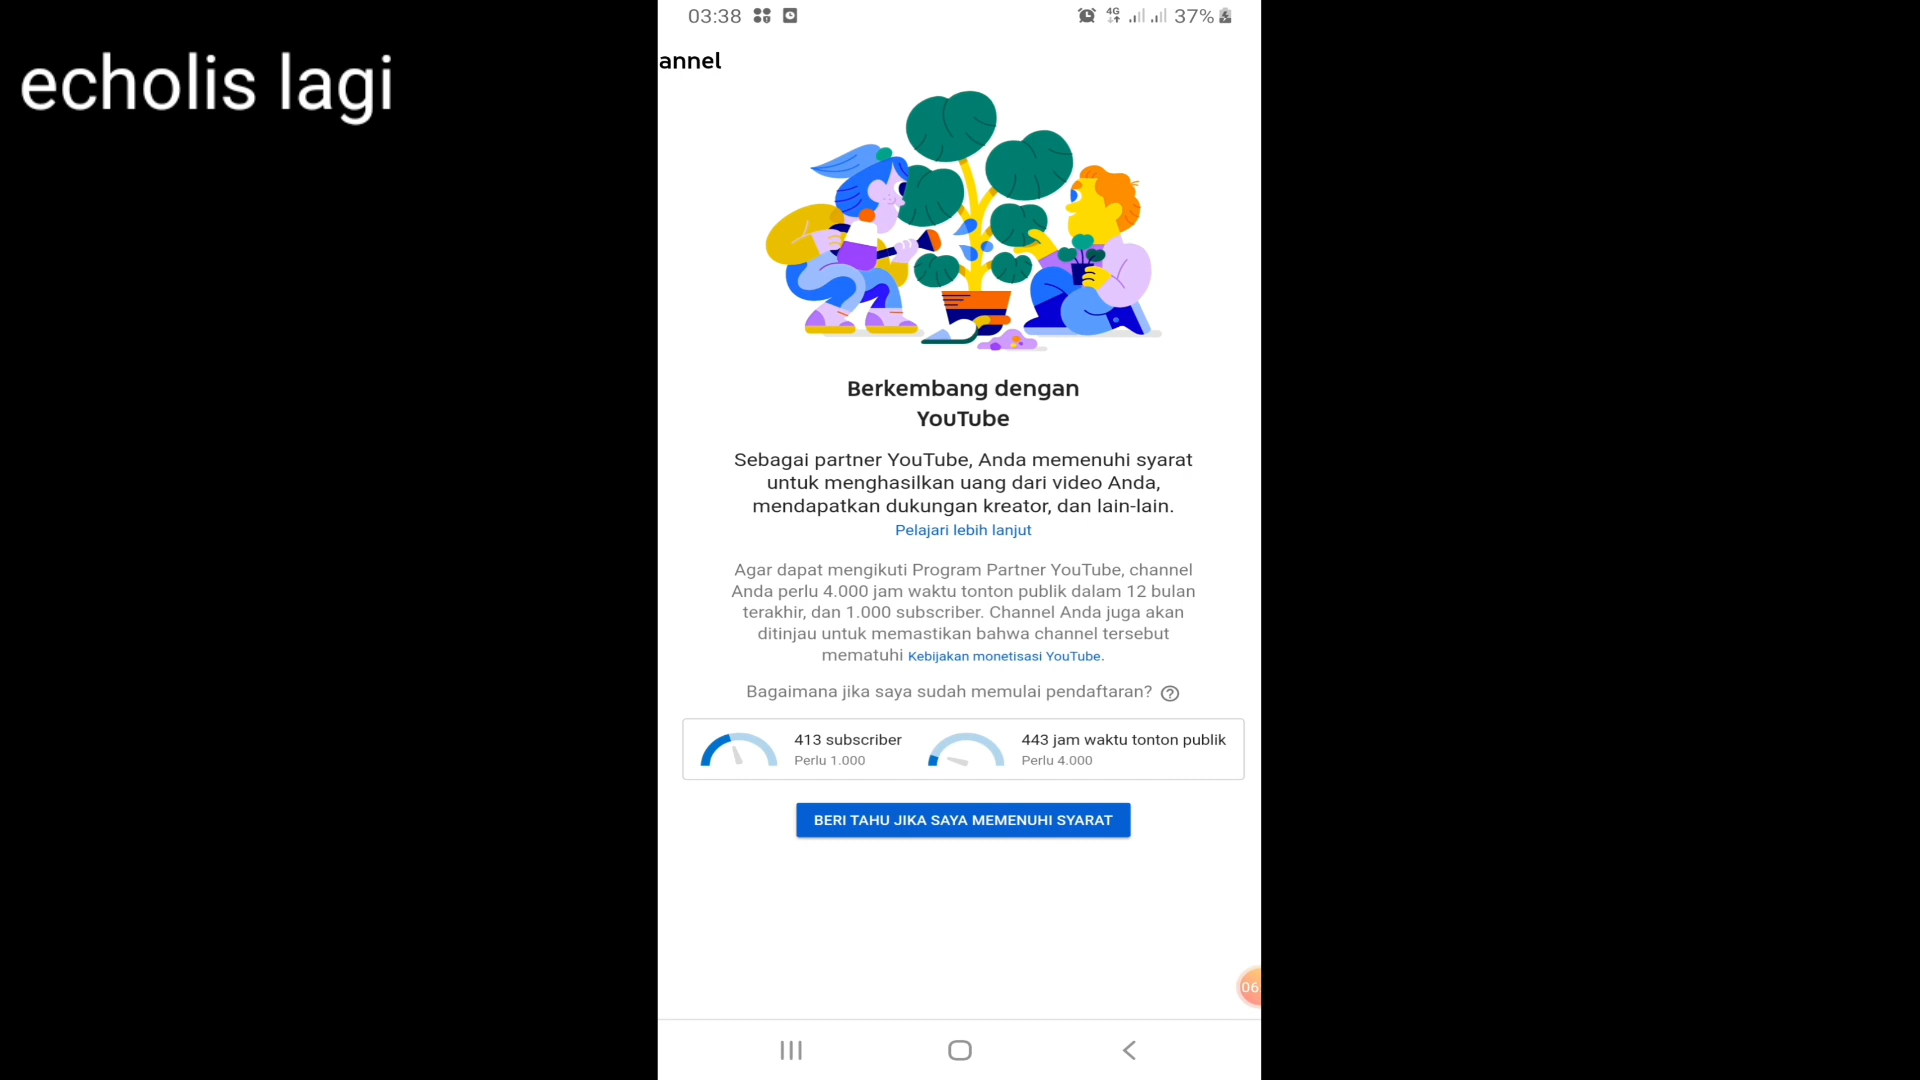 echolis lagi
03:38
4G
37%
annel
Berkembang dengan
YouTube
Sebagai partner YouTube, Anda memenuhi syarat
untuk menghasilkan uang dari video Anda,
mendapatkan dukungan kreator, dan lain-lain.
Pelajari lebih lanjut
Agar dapat mengikuti Program Partner YouTube, channel
Anda perlu 4.000 jam waktu tonton publik dalam 12 bulan
terakhir, dan 1.000 subscriber. Channel Anda juga akan
ditinjau untuk memastikan bahwa channel tersebut
mematuhi Kebijakan monetisasi YouTube.
Bagaimana jika saya sudah memulai pendaftaran? ?
413 subscriber
Perlu 1.000
443 jam waktu tonton publik
Perlu 4.000
BERI TAHU JIKA SAYA MEMENUHI SYARAT
06